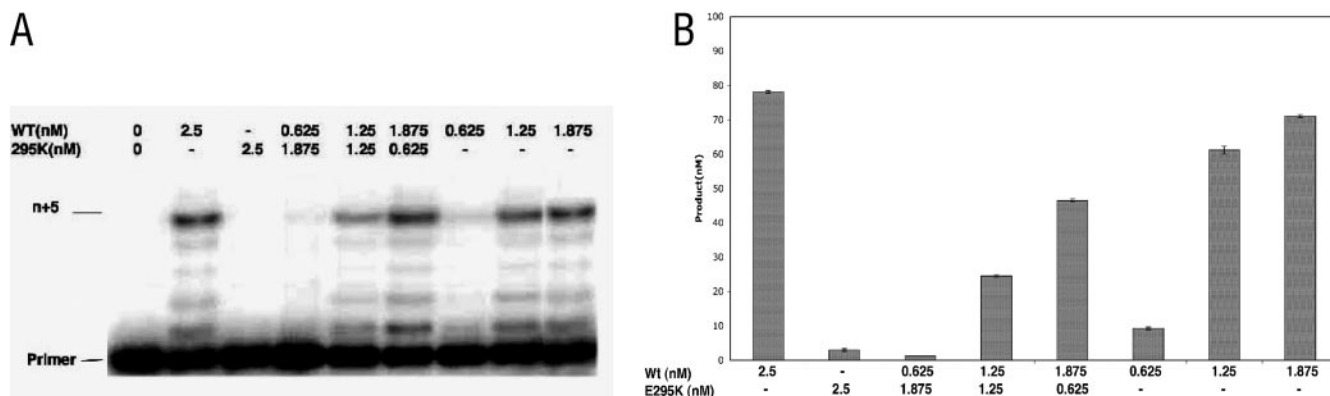 A
WT(nM) 0 2.5 - 0.625 1.25 1.875 0.625 1.25 1.875
295K(nM) 0 - 2.5 1.875 1.25 0.625 - - -
n+5
Primer
B
100
90
80
70
60
50
40
30
20
10
0
Product(nM)
Wt (nM) 2.5 - 0.625 1.25 1.875 0.625 1.25 1.875
E295K (nM) - 2.5 1.875 1.25 0.625 - - -